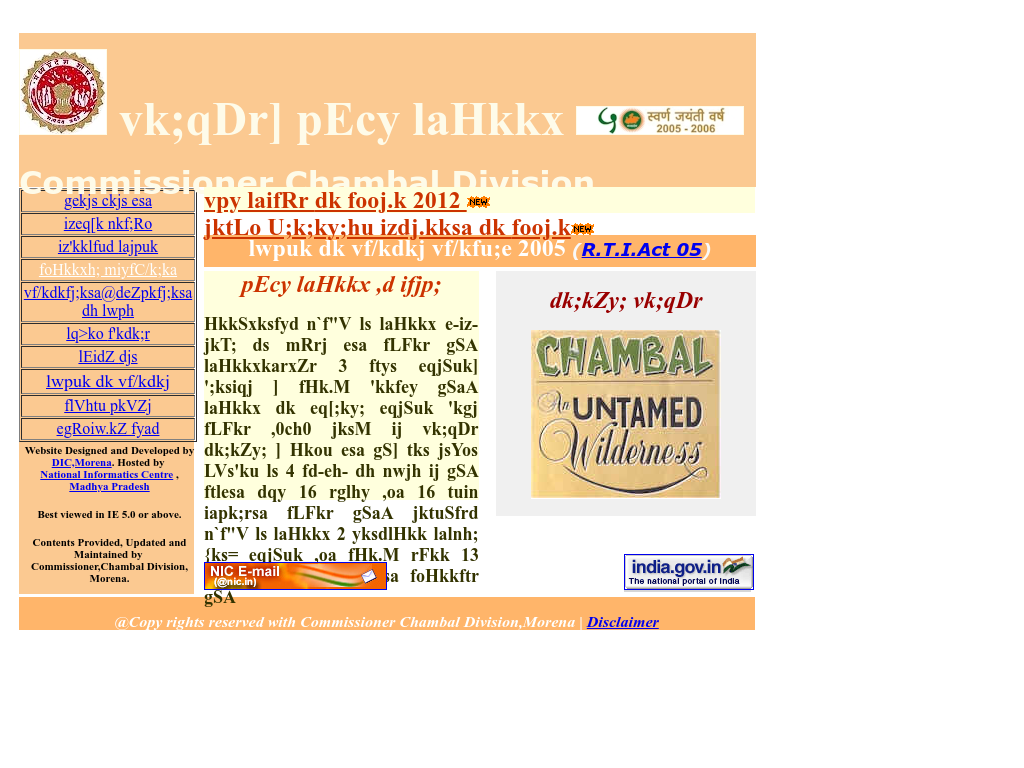 vk;qDr] pEcy laHkkx
स्वर्ण जयंती वर्ष
2005 - 2006
Commissioner Chambal Division
gekjs ckjs esa
izeq[k nkf;Ro
iz'kklfud lajpuk
foHkkxh; miyfC/k;ka
vf/kdkfj;ksa@deZpkfj;ksa
dh lwph
lq>ko f'kdk;r
lEidZ djs
lwpuk dk vf/kdkj
flVhtu pkVZj
egRoiw.kZ fyad
Website Designed and Developed by
DIC,Morena. Hosted by
National Informatics Centre ,
Madhya Pradesh
Best viewed in IE 5.0 or above.
Contents Provided, Updated and
Maintained by
Commissioner,Chambal Division,
Morena.
vpy laifRr dk fooj.k 2012 NEW
jktLo U;k;ky;hu izdj.kksa dk fooj.k NEW
lwpuk dk vf/kdkj vf/kfu;e 2005 (R.T.I.Act 05)
pEcy laHkkx ,d ifjp;
HkkSxksfyd n`f"V ls laHkkx e-iz-
jkT; ds mRrj esa fLFkr gSA
laHkkxkarxZr 3 ftys eqjSuk]
';ksiqj ] fHk.M 'kkfey gSaA
laHkkx dk eq[;ky; eqjSuk 'kgj
fLFkr ,0ch0 jksM ij vk;qDr
dk;kZy; ] Hkou esa gS] tks jsYos
LVs'ku ls 4 fd-eh- dh nwjh ij gSA
ftlesa dqy 16 rglhy ,oa 16 tuin
iapk;rsa fLFkr gSaA jktuSfrd
n`f"V ls laHkkx 2 yksdlHkk lalnh;
{ks= eqjSuk ,oa fHk.M rFkk 13
sa foHkkftr
gSA
NIC E-mail
(@nic.in)
dk;kZy; vk;qDr
CHAMBAL
An UNTAMED
Wilderness
india.gov.in
The national portal of India
@Copy rights reserved with Commissioner Chambal Division,Morena | Disclaimer